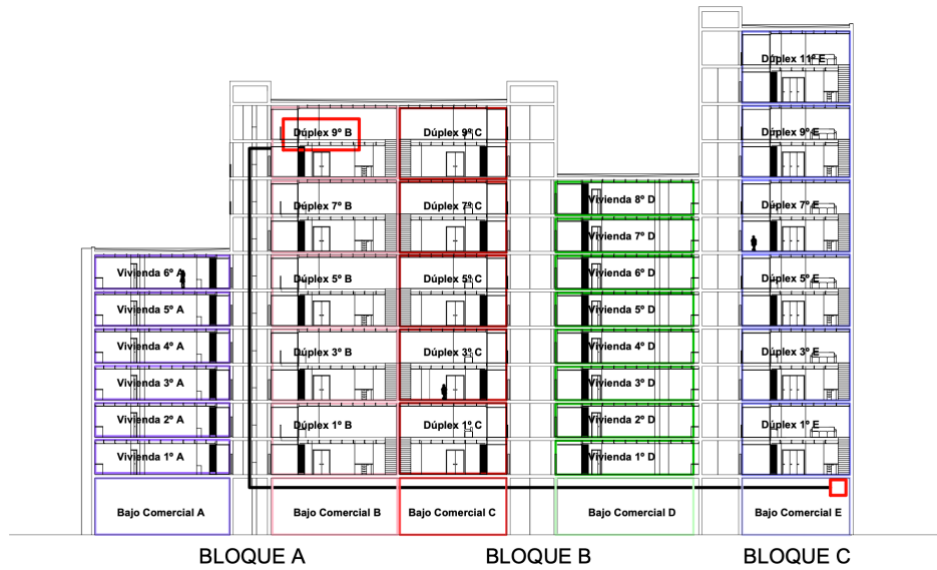 Dúplex 11º E
Dúplex 9º B
Dúplex 9º C
Dúplex 9º E
Dúplex 7º B
Dúplex 7º C
Vivienda 8º D
Dúplex 7º E
Vivienda 7º D
Vivienda 6º A
Dúplex 5º B
Dúplex 5º C
Vivienda 6º D
Dúplex 5º E
Vivienda 5º A
Vivienda 5º D
Vivienda 4º A
Dúplex 3º B
Dúplex 3º C
Vivienda 4º D
Dúplex 3º E
Vivienda 3º A
Vivienda 3º D
Vivienda 2º A
Dúplex 1º B
Dúplex 1º C
Vivienda 2º D
Dúplex 1º E
Vivienda 1º A
Vivienda 1º D
Bajo Comercial A
Bajo Comercial B
Bajo Comercial C
Bajo Comercial D
Bajo Comercial E
BLOQUE A
BLOQUE B
BLOQUE C